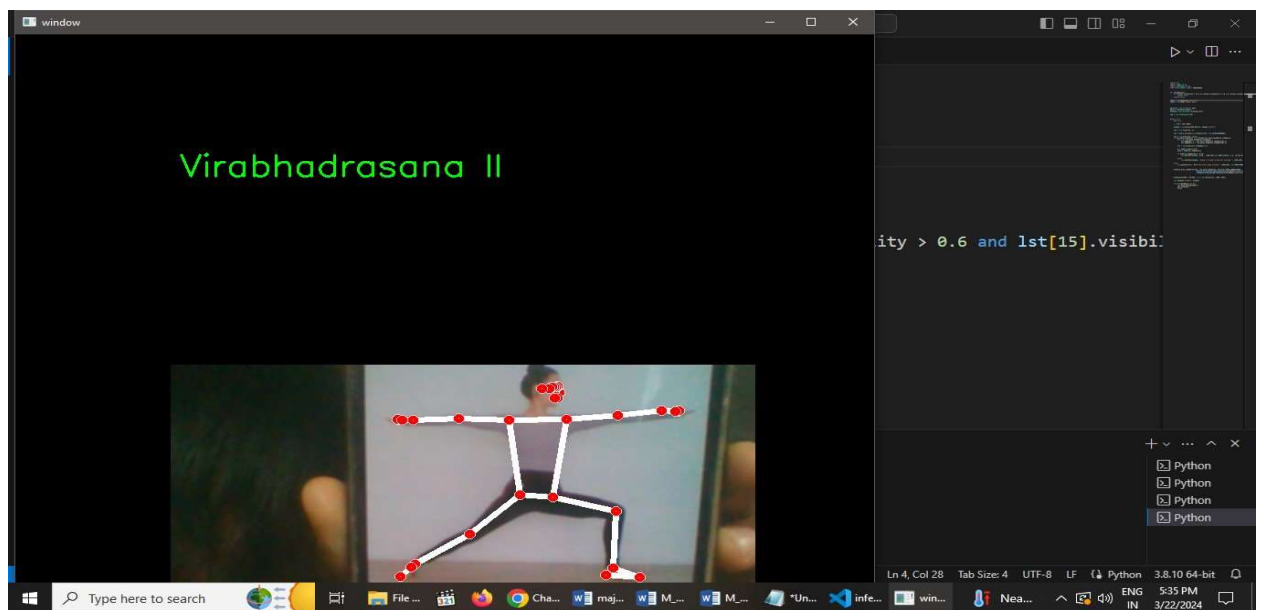 window
Virabhadrasana II
ity > 0.6 and lst[15].visibil
Python
Python
Python
Python
Ln 4, Col 28 Tab Size: 4 UTF-8 LF Python 3.8.10 64-bit
Type here to search
File ...
Cha...
maj...
M_...
M_...
*Un...
infe...
win...
Nea...
ENG
IN
5:35 PM
3/22/2024